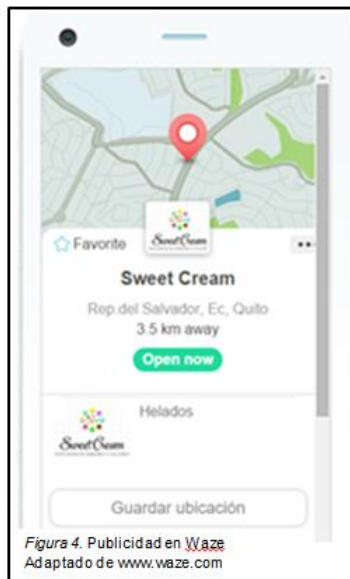 Favorite
Sweet Cream
Sweet Cream
Rep.del Salvador, Ec, Quito
3.5 km away
Open now
Helados
Sweet Cream
Guardar ubicación
Figura 4. Publicidad en Waze
Adaptado de www.waze.com